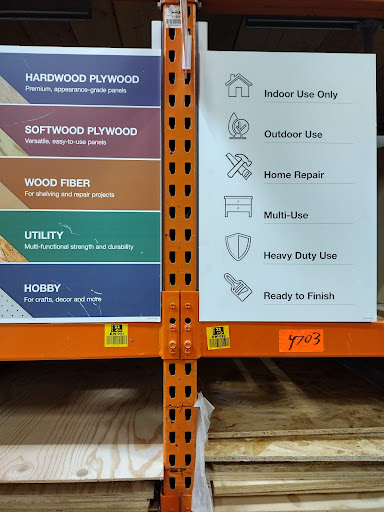 HARDWOOD PLYWOOD
Premium, appearance-grade panels
SOFTWOOD PLYWOOD
Versatile, easy-to-use panels
WOOD FIBER
For shelving and repair projects
UTILITY
Multi-functional strength and durability
HOBBY
For crafts, decor and more
Indoor Use Only
Outdoor Use
Home Repair
Multi-Use
Heavy Duty Use
Ready to Finish
4703